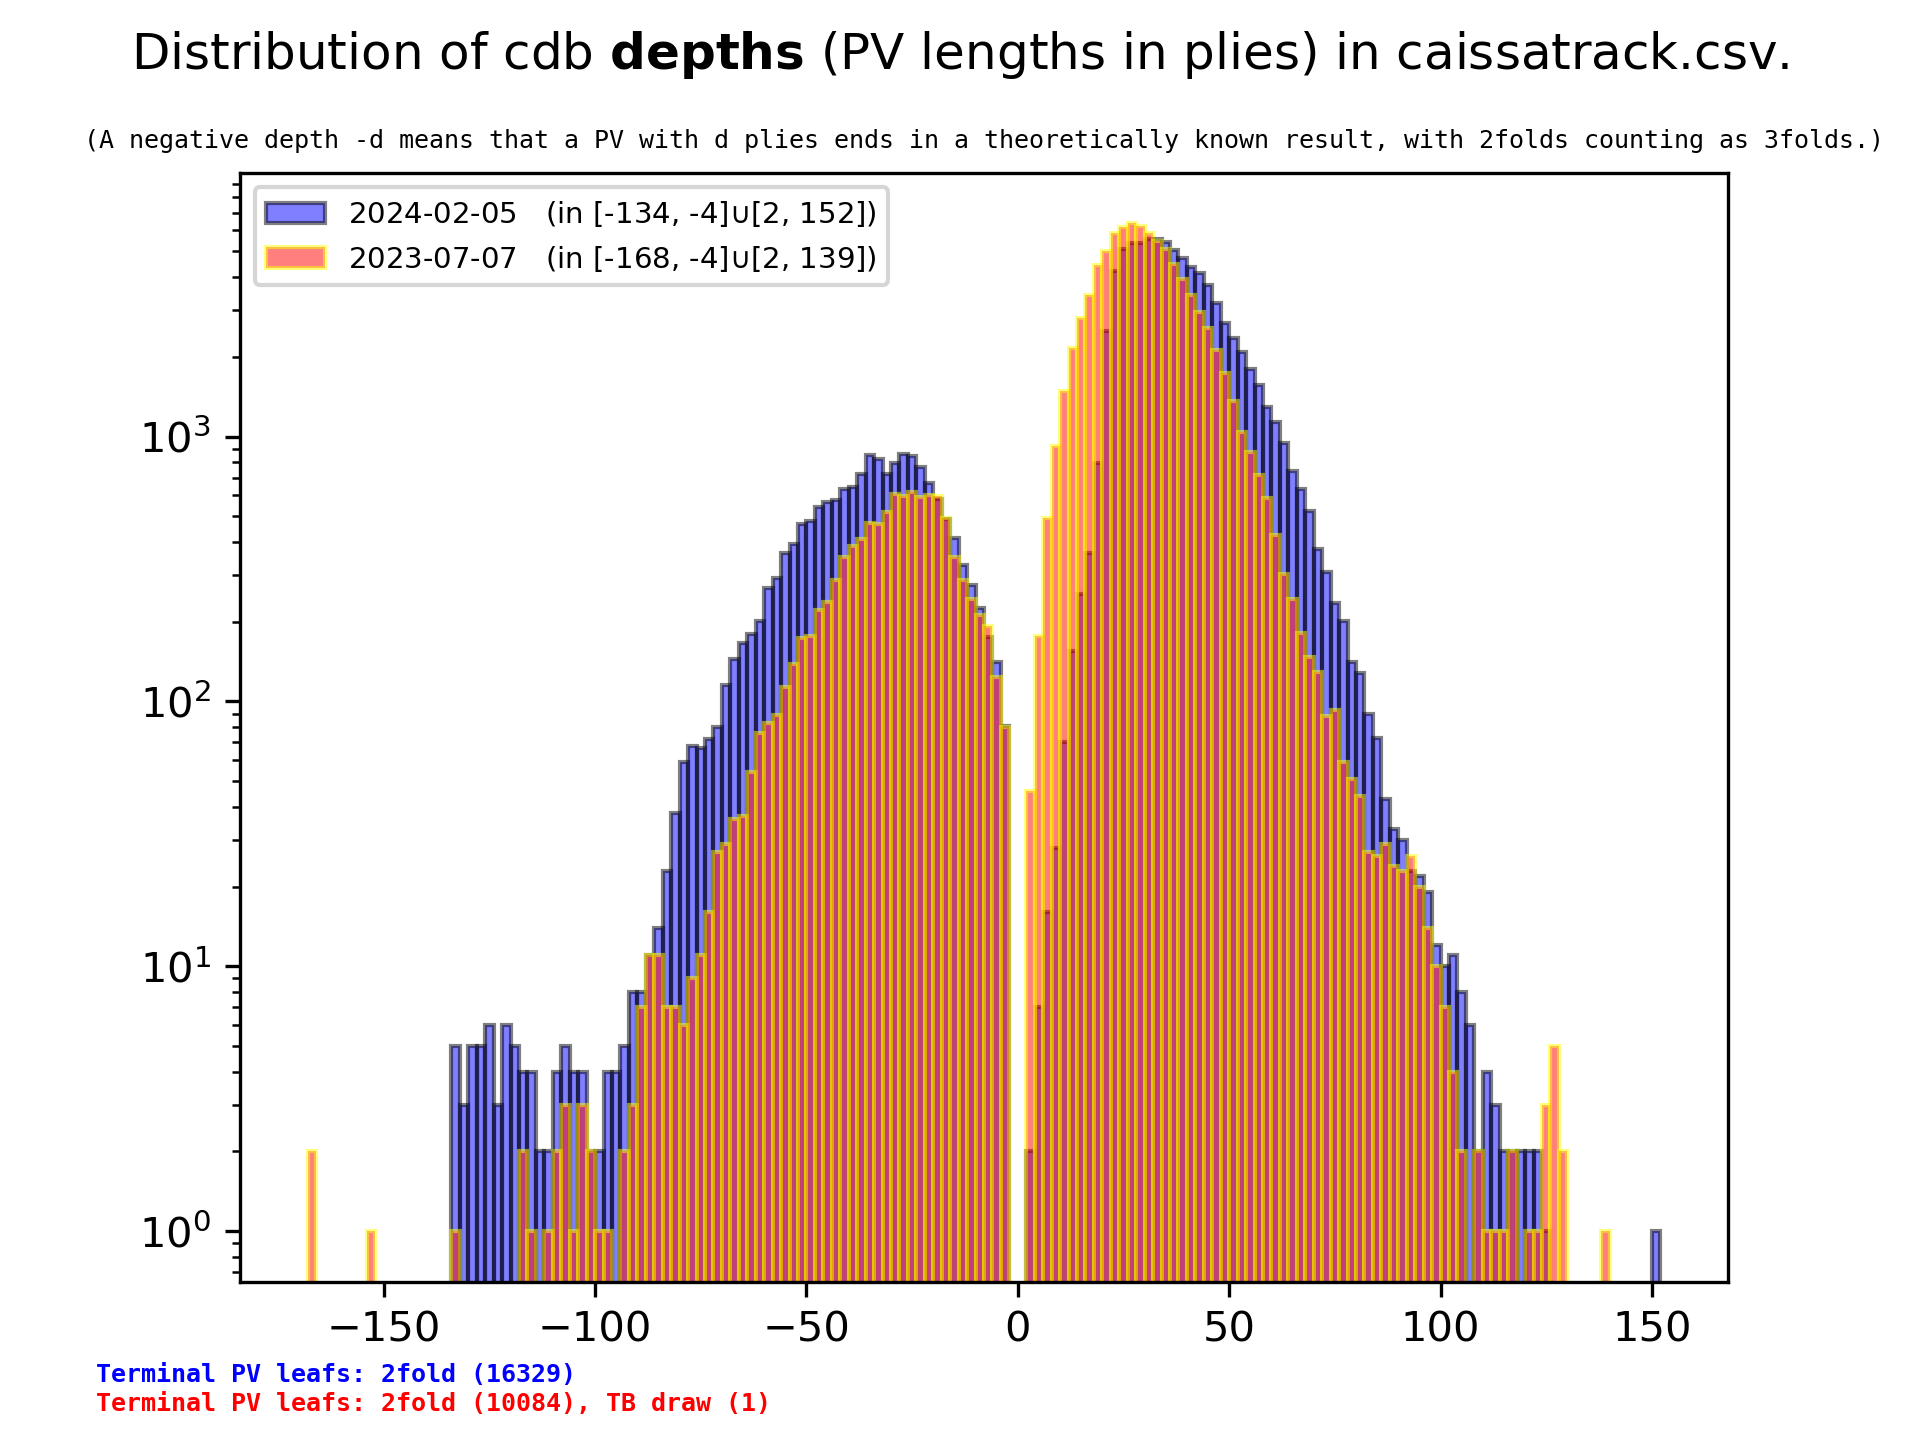 Distribution of cdb depths (PV lengths in plies) in caissatrack.csv.
(A negative depth -d means that a PV with d plies ends in a theoretically known result, with 2folds counting as 3folds.)
2024-02-05 (in [-134, -4]∪[2, 152])
2023-07-07 (in [-168, -4]∪[2, 139])
10³
10²
10¹
10⁰
−150 −100 −50 0 50 100 150
Terminal PV leafs: 2fold (16329)
Terminal PV leafs: 2fold (10084), TB draw (1)